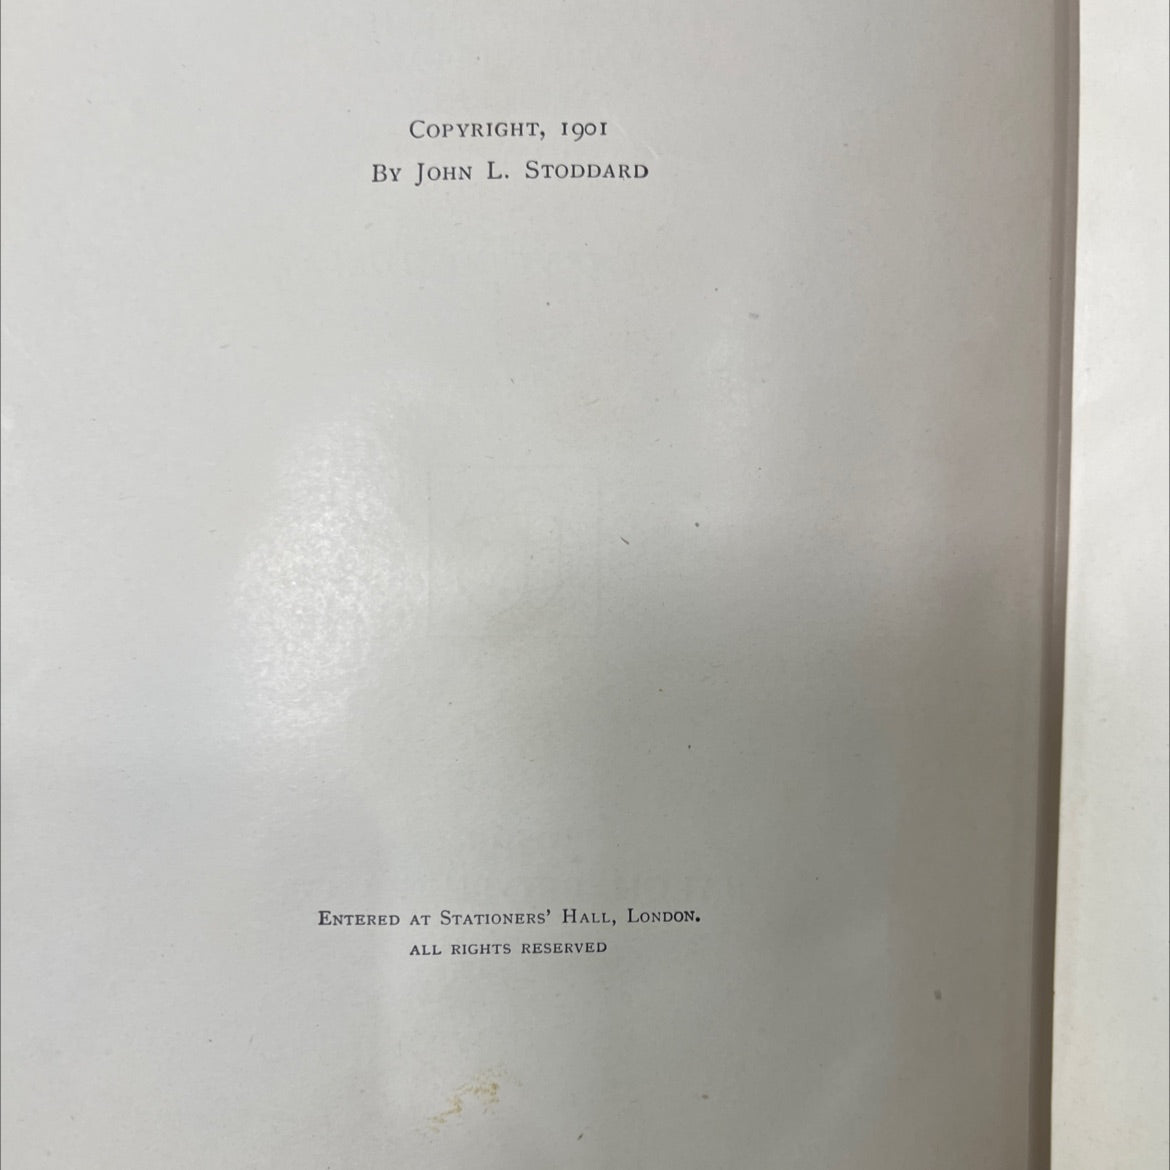 Copyright, 1901
By John L. Stoddard
Entered at Stationers' Hall, London.
ALL RIGHTS RESERVED